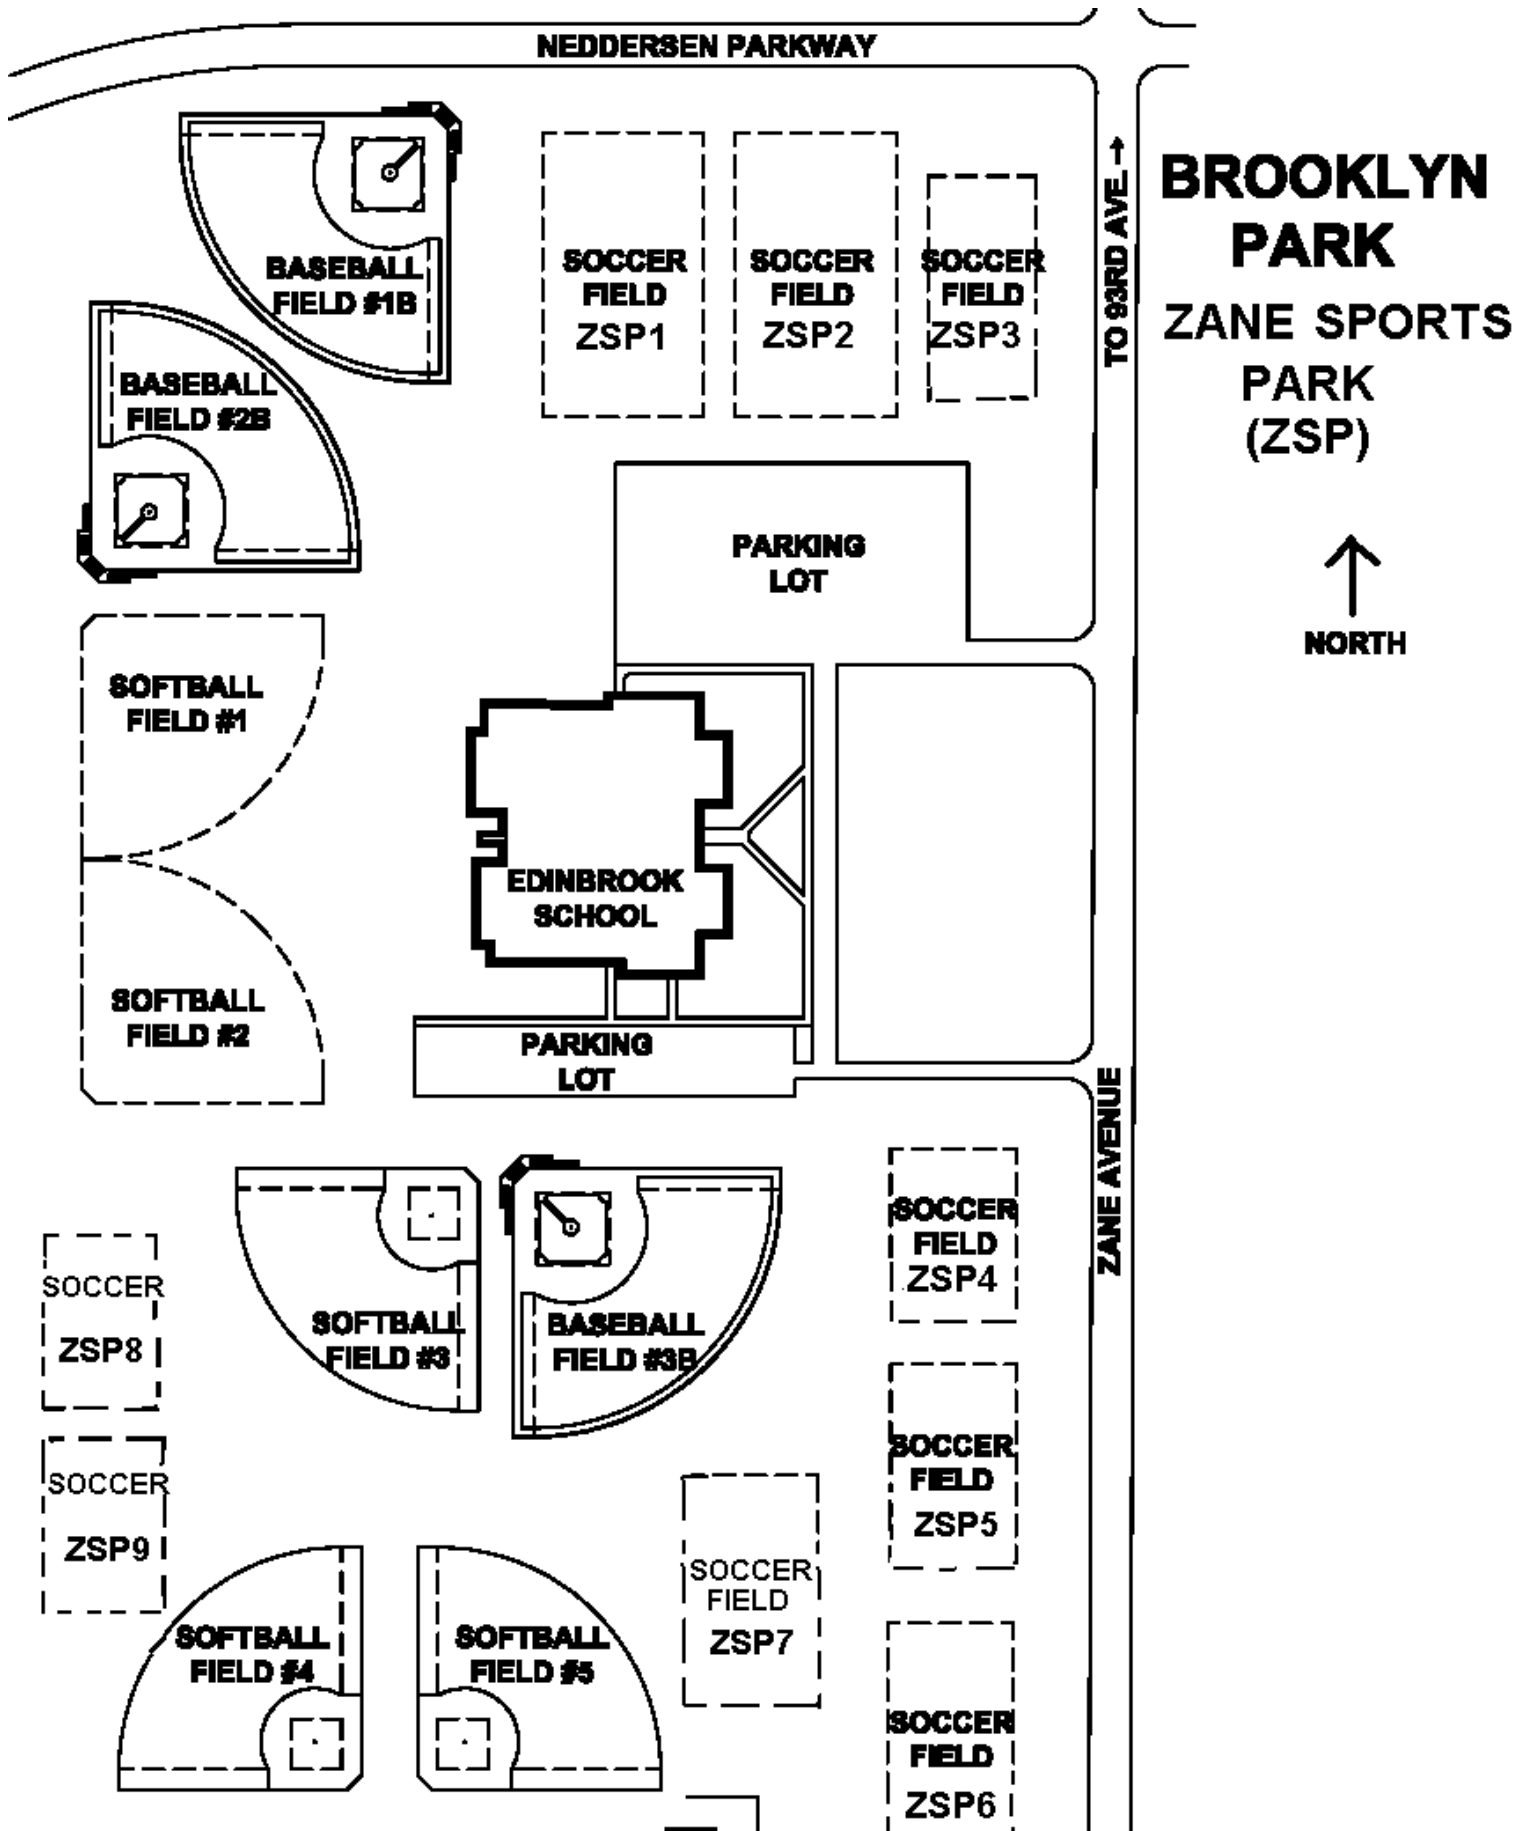 NEDDERSEN PARKWAY
TO 93RD AVE.→
BROOKLYN
PARK
ZANE SPORTS
PARK
(ZSP)
NORTH
BASEBALL
FIELD #1B
SOCCER
FIELD
ZSP1
SOCCER
FIELD
ZSP2
SOCCER
FIELD
ZSP3
BASEBALL
FIELD #2B
PARKING
LOT
SOFTBALL
FIELD #1
EDINBROOK
SCHOOL
SOFTBALL
FIELD #2
PARKING
LOT
ZANE AVENUE
SOCCER
FIELD
ZSP4
SOCCER
ZSP8
SOFTBALL
FIELD #3
BASEBALL
FIELD #3B
SOCCER
FIELD
ZSP5
SOCCER
ZSP9
SOCCER
FIELD
ZSP7
SOFTBALL
FIELD #4
SOFTBALL
FIELD #5
SOCCER
FIELD
ZSP6